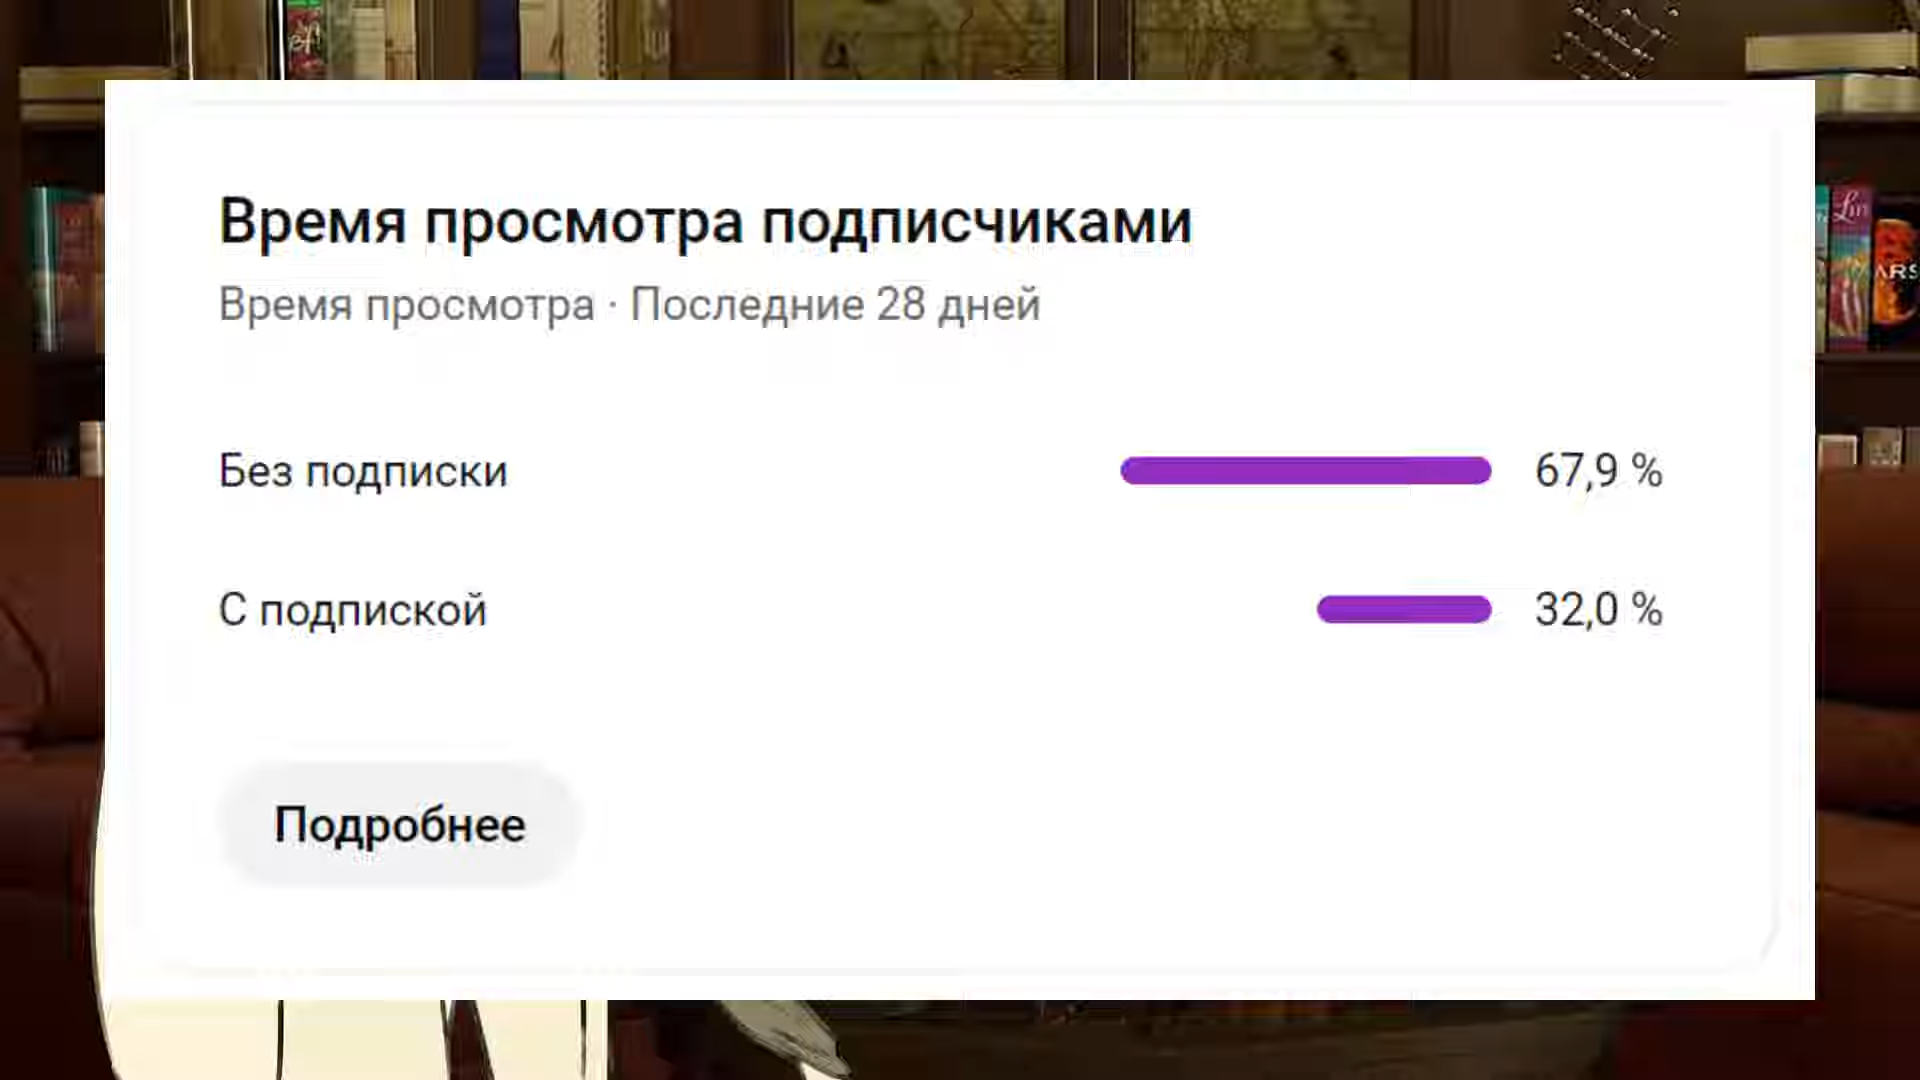 Время просмотра подписчиками
Время просмотра · Последние 28 дней
Без подписки 67,9 %
С подпиской 32,0 %
Подробнее